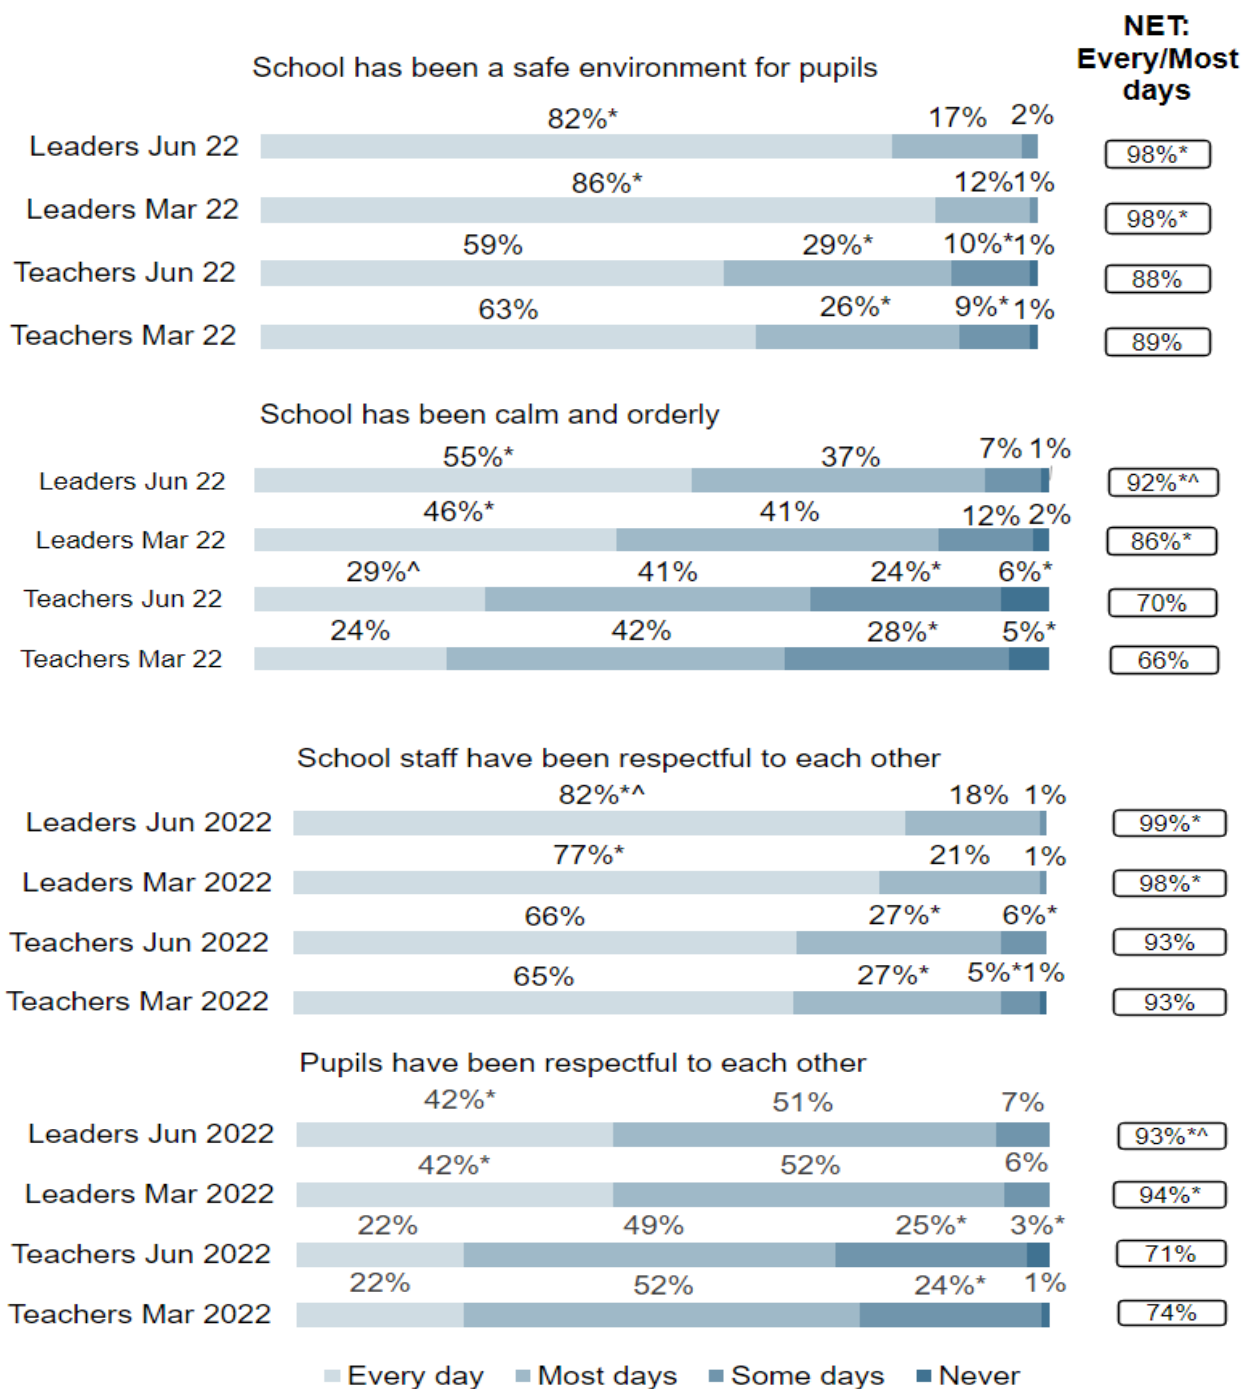 NET:
Every/Most
days
School has been a safe environment for pupils
82%* 17% 2%
Leaders Jun 22 98%*
86%* 12% 1%
Leaders Mar 22 98%*
59% 29%* 10%* 1%
Teachers Jun 22 88%
63% 26%* 9%* 1%
Teachers Mar 22 89%
School has been calm and orderly
55%* 37% 7% 1%
Leaders Jun 22 92%*^
46%* 41% 12% 2%
Leaders Mar 22 86%*
29%^ 41% 24%* 6%*
Teachers Jun 22 70%
24% 42% 28%* 5%*
Teachers Mar 22 66%
School staff have been respectful to each other
82%*^ 18% 1%
Leaders Jun 2022 99%*
77%* 21% 1%
Leaders Mar 2022 98%*
66% 27%* 6%*
Teachers Jun 2022 93%
65% 27%* 5%* 1%
Teachers Mar 2022 93%
Pupils have been respectful to each other
42%* 51% 7%
Leaders Jun 2022 93%*^
42%* 52% 6%
Leaders Mar 2022 94%*
22% 49% 25%* 3%*
Teachers Jun 2022 71%
22% 52% 24%* 1%
Teachers Mar 2022 74%
Every day Most days Some days Never